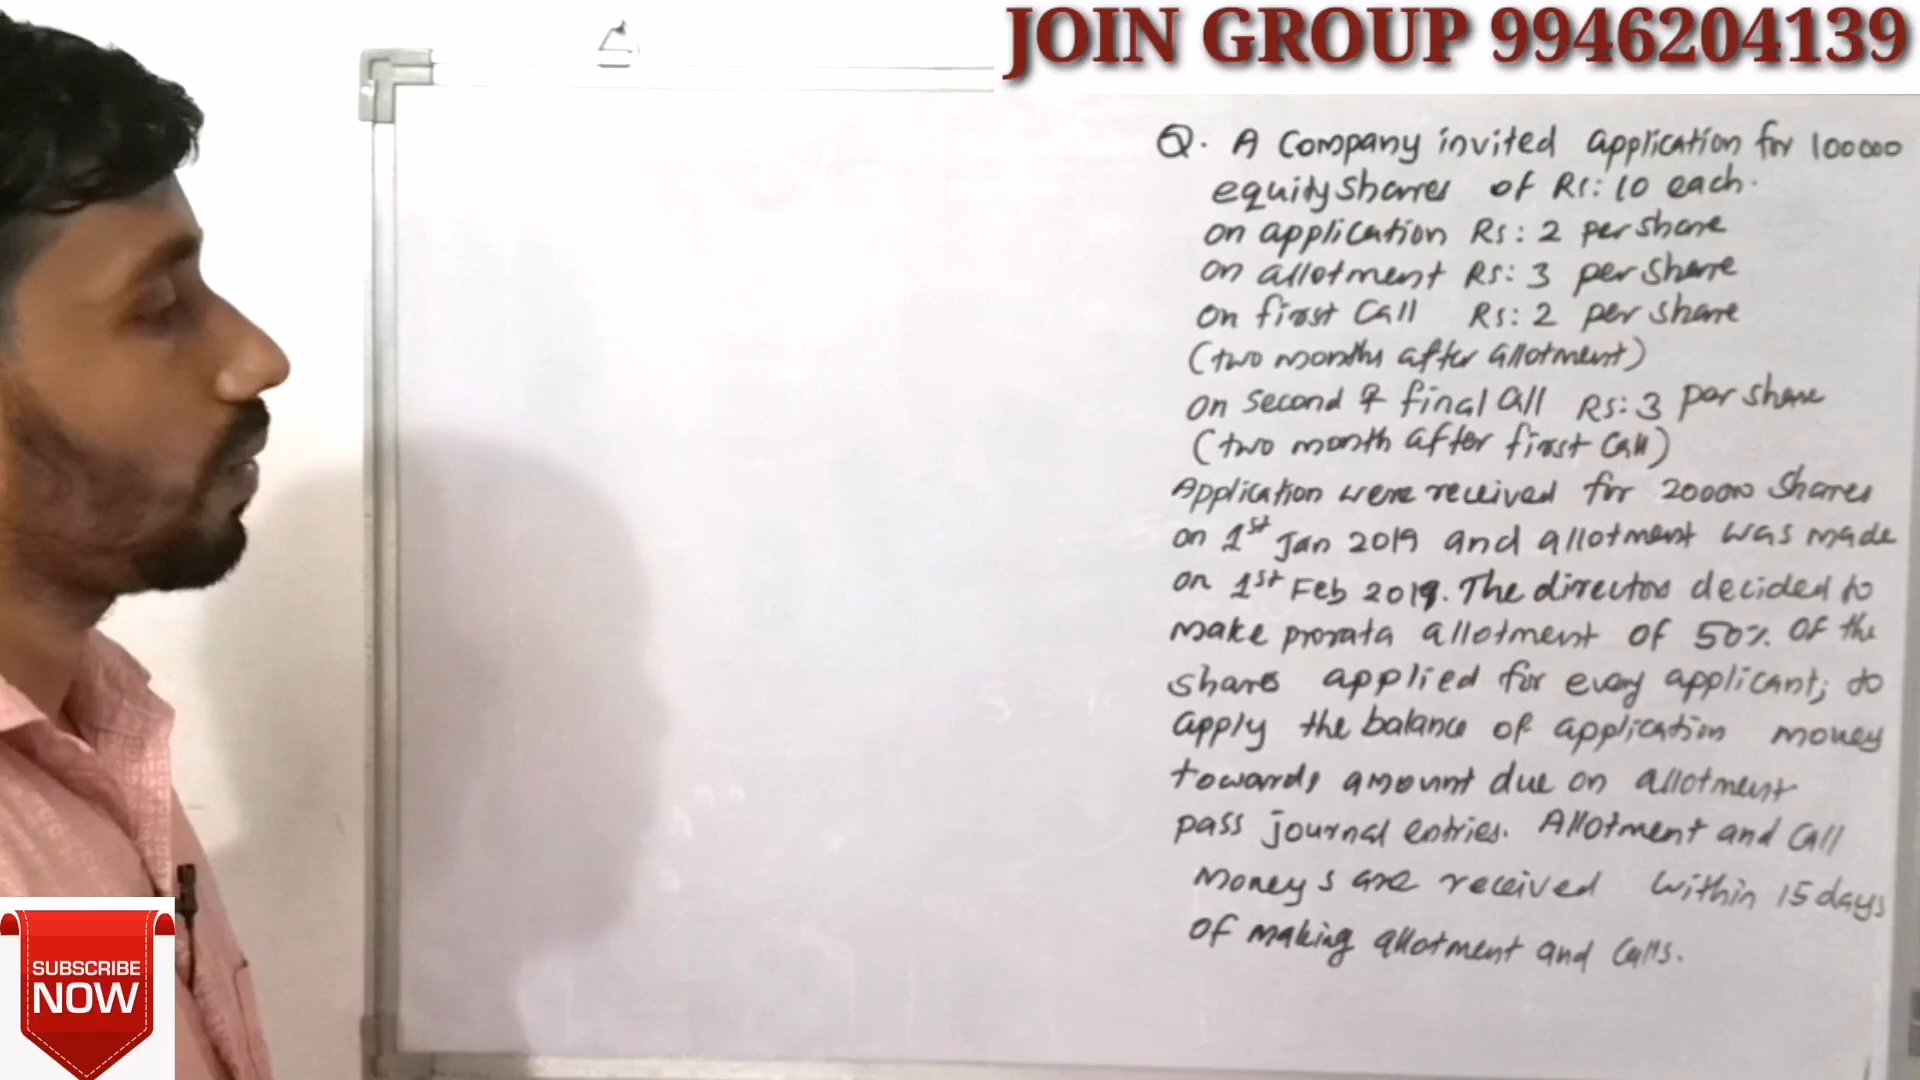 JOIN GROUP 9946204139
Q. A Company invited application for 100000
equity shares of Rs: 10 each.
on application Rs: 2 per share
on allotment Rs: 3 per share
on first call Rs: 2 per share
(two months after allotment)
on second & final call Rs: 3 per share
(two month after first call)
Application were received for 200000 shares
on 1st Jan 2019 and allotment was made
on 1st Feb 2019. The directors decided to
make prorata allotment of 50% of the
shares applied for every applicant; to
apply the balance of application money
towards amount due on allotment
pass journal entries. Allotment and call
moneys are received within 15 days
of making allotment and calls.
SUBSCRIBE
NOW